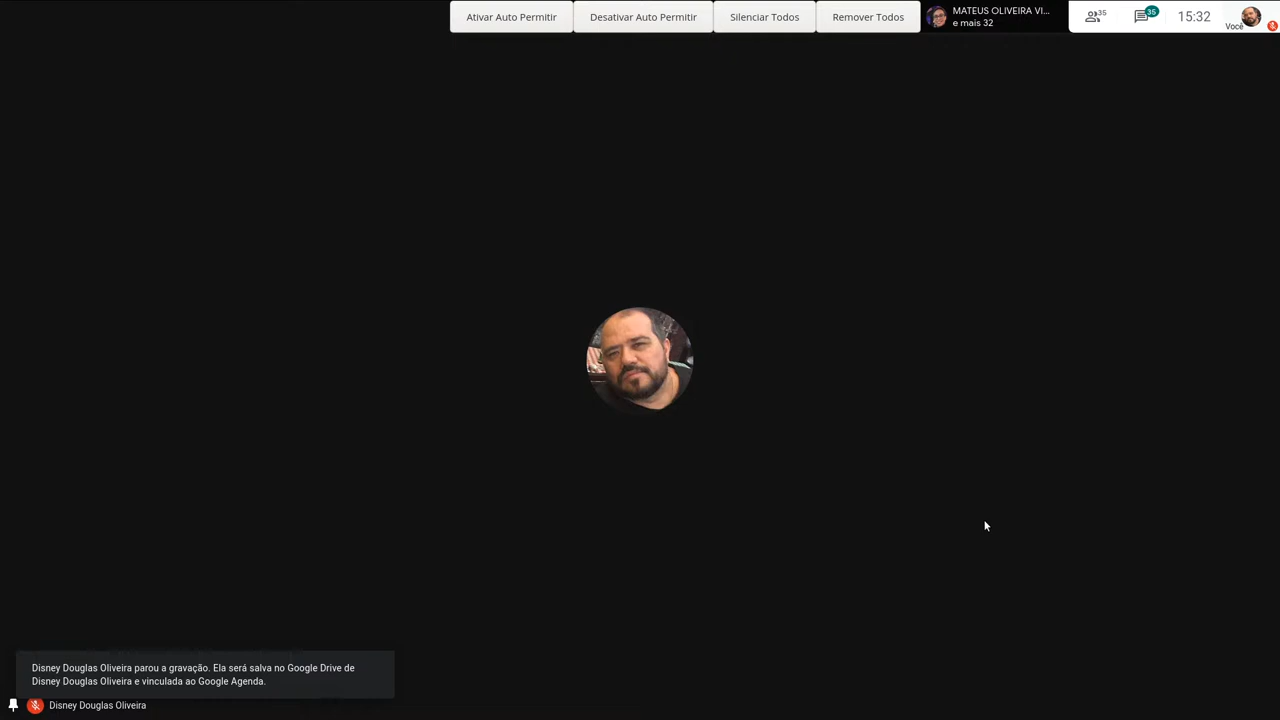 Ativar Auto Permitir
Desativar Auto Permitir
Silenciar Todos
Remover Todos
MATEUS OLIVEIRA VI...
e mais 32
35
35
15:32
Você
Disney Douglas Oliveira parou a gravação. Ela será salva no Google Drive de
Disney Douglas Oliveira e vinculada ao Google Agenda.
Disney Douglas Oliveira